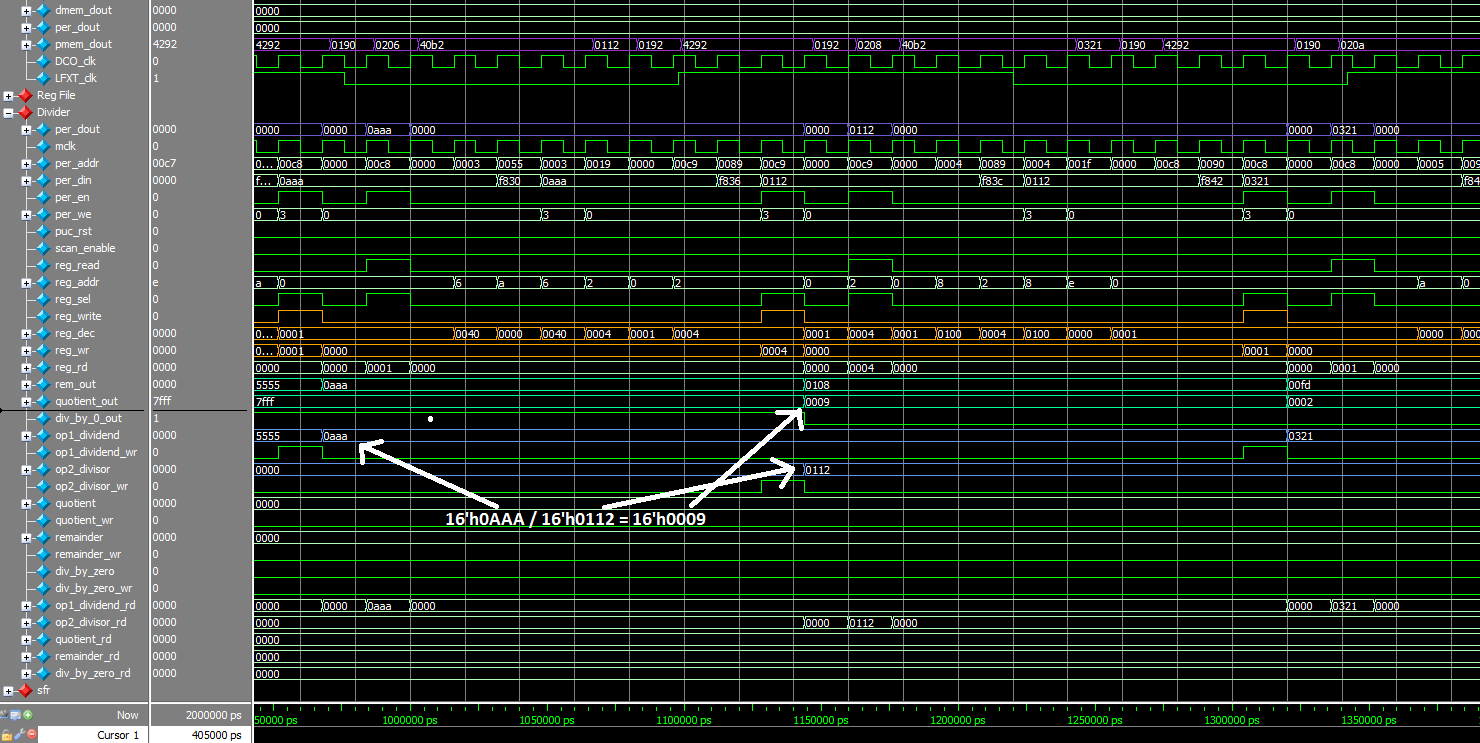 dmem_dout 0000 0000
per_dout 0000 0000
pmem_dout 4292 4292 0190 0206 40b2 0112 0192 4292 0192 0208 40b2 0321 0190 4292 0190 020a
DCO_clk 0
LFXT_clk 1
Reg File
Divider
per_dout 0000 0000 0000 0aaa 0000 0000 0112 0000 0000 0321 0000
mclk 0
per_addr 00c7 0... 00c8 0000 00c8 0000 0003 0055 0003 0019 0000 00c9 0089 00c9 0000 00c9 0000 0004 0089 0004 001f 0000 00c8 0090 00c8 0000 00c8 0000 0005 009
per_din 0000 f... 0aaa f830 0aaa f836 0112 f83c 0112 f842 0321 f84
per_en 0
per_we 0 0 3 0 3 0 3 0 3 0 3 0
puc_rst 0
scan_enable 0
reg_read 0
reg_addr e a 0 6 a 6 2 0 2 0 2 0 8 2 8 e 0 a 0
reg_sel 0
reg_write 0
reg_dec 0000 0... 0001 0040 0000 0040 0004 0001 0004 0001 0004 0001 0100 0004 0100 0000 0001 0000 000
reg_wr 0000 0... 0001 0000 0004 0000 0001 0000
reg_rd 0000 0000 0000 0001 0000 0000 0004 0000 0000 0001 0000
rem_out 0000 5555 0aaa 0108 00fd
quotient_out 7fff 7fff 0009 0002
div_by_0_out 1
op1_dividend 0000 5555 0aaa 0321
op1_dividend_wr 0
op2_divisor 0000 0000 0112
op2_divisor_wr 0
quotient 0000 0000
16'h0AAA / 16'h0112 = 16'h0009
quotient_wr 0
remainder 0000 0000
remainder_wr 0
div_by_zero 0
div_by_zero_wr 0
op1_dividend_rd 0000 0000 0000 0aaa 0000 0000 0321 0000
op2_divisor_rd 0000 0000 0000 0112 0000
quotient_rd 0000 0000
remainder_rd 0000 0000
div_by_zero_rd 0000 0000
sfr
Now 2000000 ps 50000 ps 1000000 ps 1050000 ps 1100000 ps 1150000 ps 1200000 ps 1250000 ps 1300000 ps 1350000 ps
Cursor 1 405000 ps